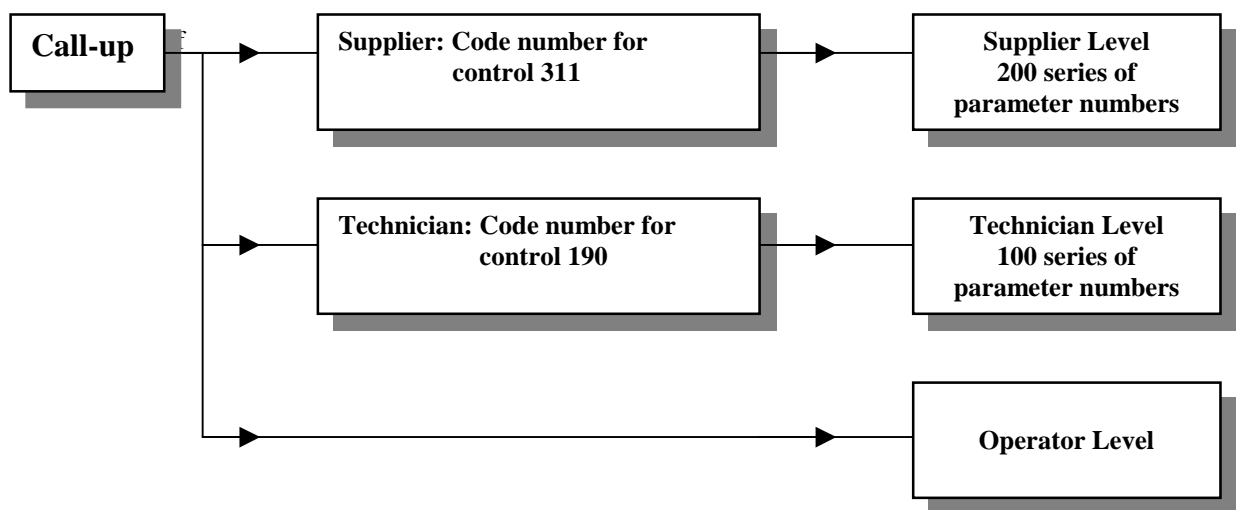 Call-up
Supplier: Code number for
control 311
Supplier Level
200 series of
parameter numbers
Technician: Code number for
control 190
Technician Level
100 series of
parameter numbers
Operator Level